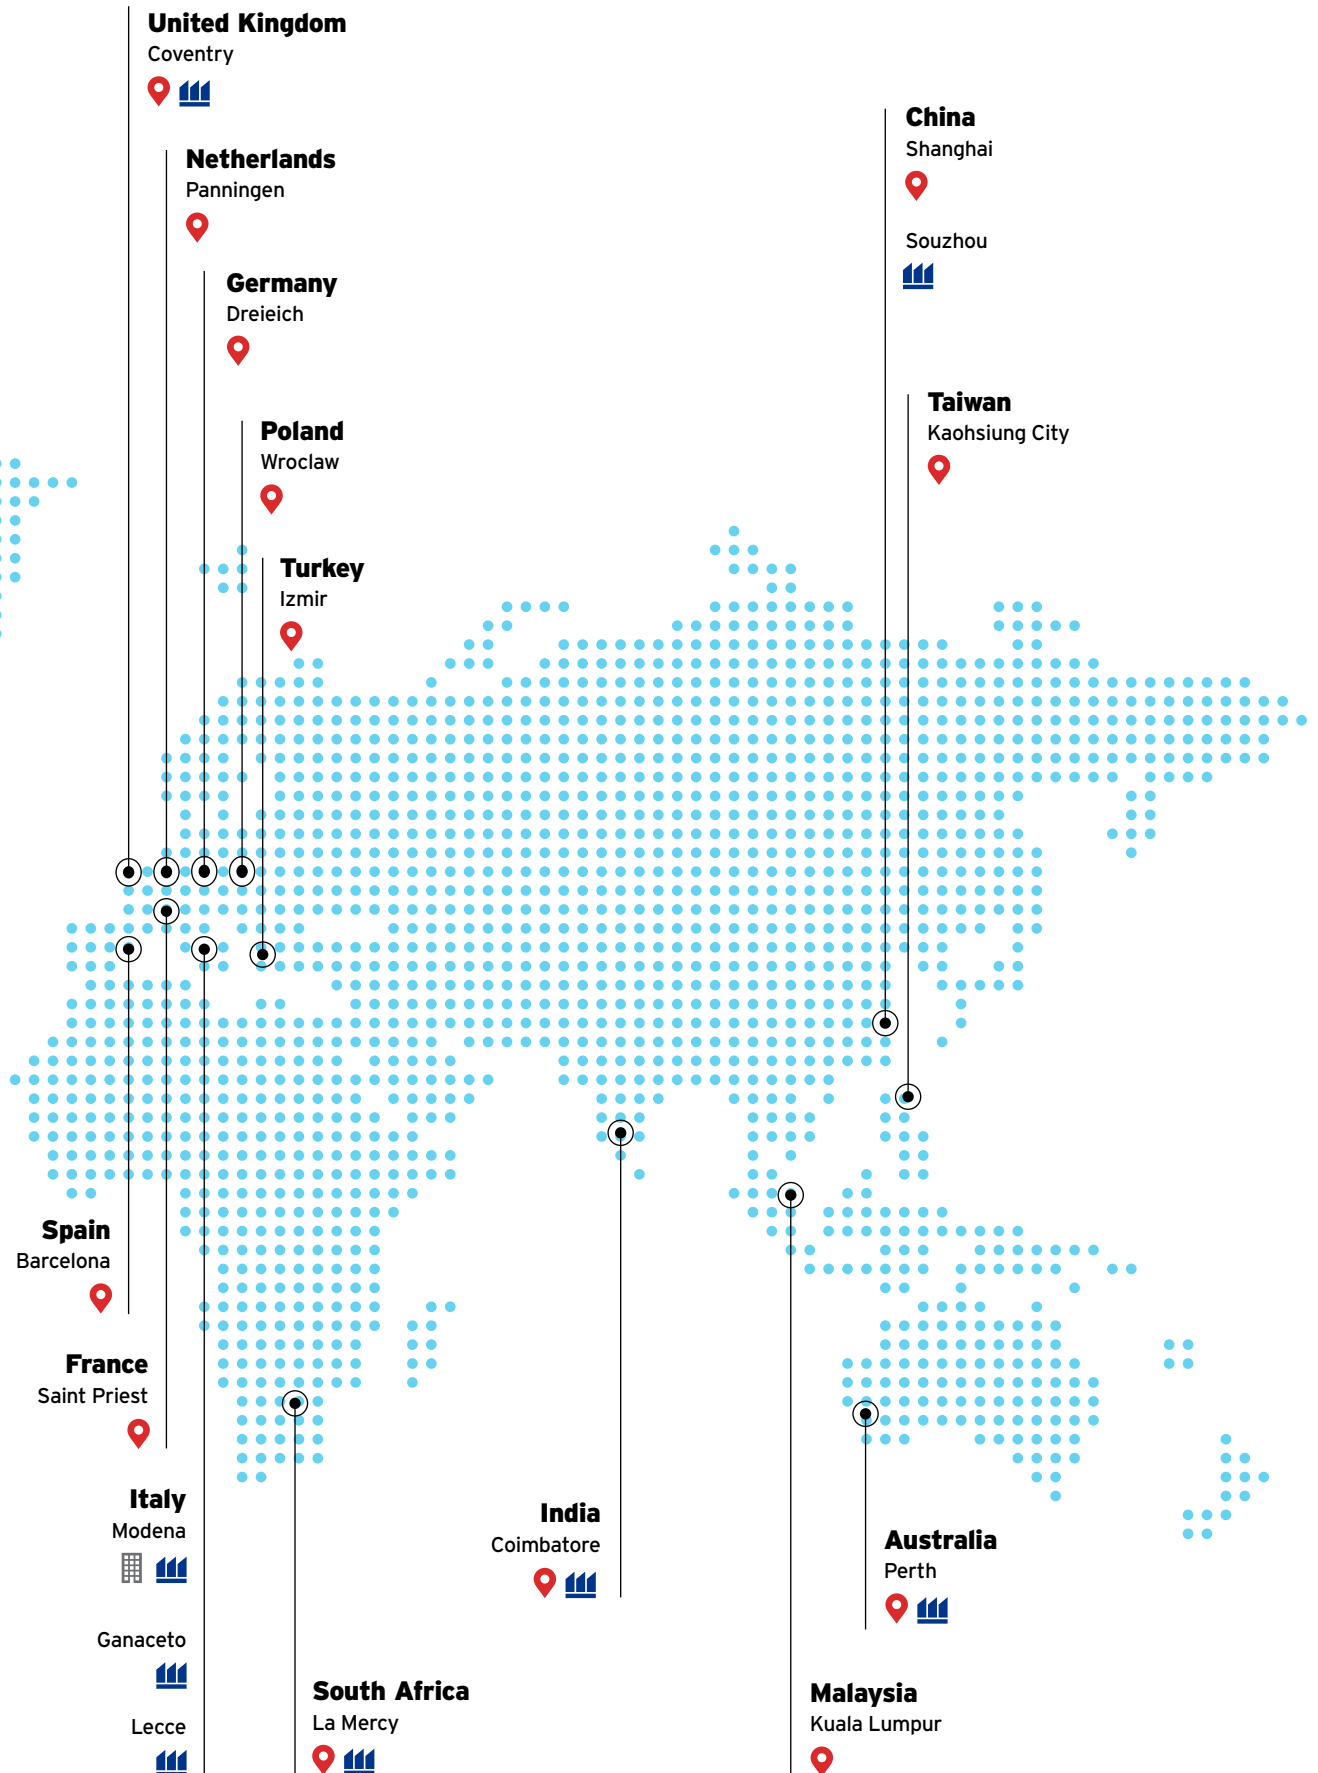 United Kingdom
Coventry
Netherlands
Panningen
Germany
Dreieich
Poland
Wroclaw
Turkey
Izmir
China
Shanghai
Souzhou
Taiwan
Kaohsiung City
Spain
Barcelona
France
Saint Priest
Italy
Modena
Ganaceto
Lecce
South Africa
La Mercy
India
Coimbatore
Australia
Perth
Malaysia
Kuala Lumpur